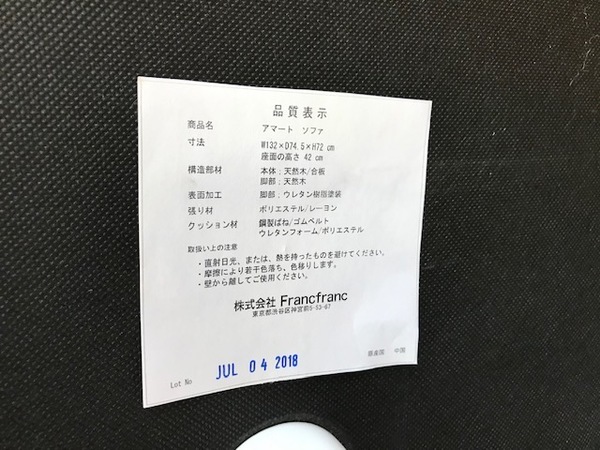 品質表示
商品名 アマート ソファ
寸法 W132×D74.5×H72 cm
座面の高さ 42 cm
構造部材 本体：天然木/合板
脚部：天然木
表面加工 脚部：ウレタン樹脂塗装
張り材 ポリエステル/レーヨン
クッション材 鋼製ばね/ゴムベルト
ウレタンフォーム/ポリエステル
取扱い上の注意
・直射日光、または、熱を持ったものを避けてください。
・摩擦により若干色落ち、色移りします。
・壁から離してご使用ください。
株式会社 Francfranc
東京都渋谷区神宮前5-53-67
Lot No JUL 04 2018 原産国 中国